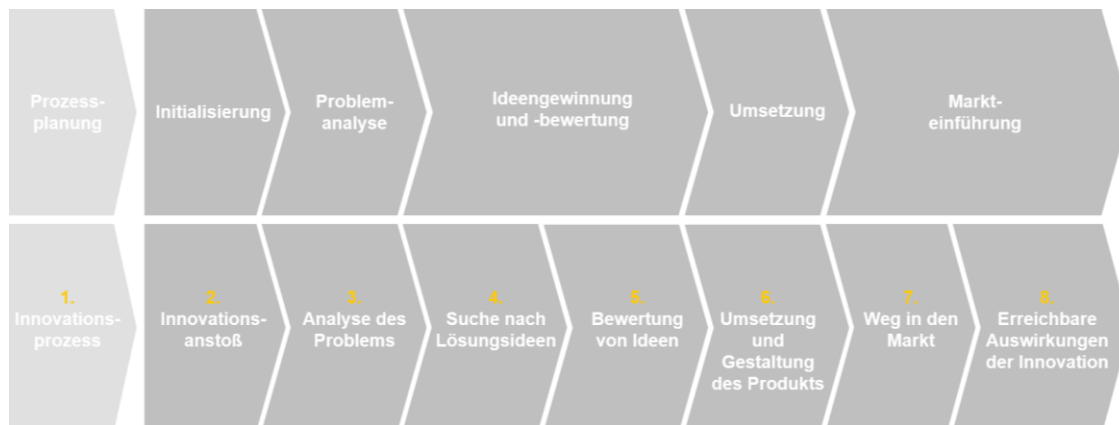 Prozess-
planung
Initialisierung
Problem-
analyse
Ideengewinnung
und -bewertung
Umsetzung
Markt-
einführung
1.
Innovations-
prozess
2.
Innovations-
anstoß
3.
Analyse des
Problems
4.
Suche nach
Lösungsideen
5.
Bewertung
von Ideen
6.
Umsetzung
und
Gestaltung
des Produkts
7.
Weg in den
Markt
8.
Erreichbare
Auswirkungen
der Innovation